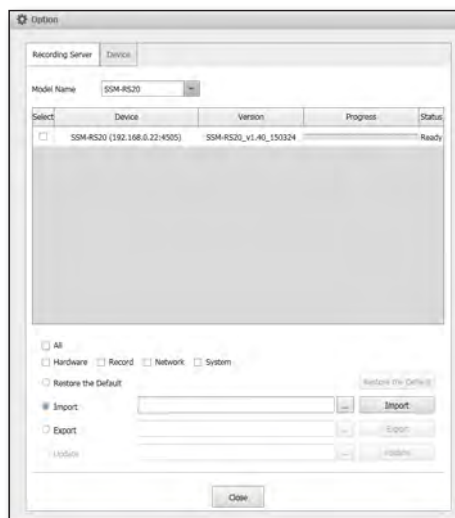 Option
Recording Server Device
Model Name SSM-RS20
Select Device Version Progress Status
SSM-RS20 (192.168.0.22:4505) SSM-RS20_v1.40_150324 Ready
All
Hardware Record Network System
Restore the Default Restore the Default
Import ... Import
Export ... Export
Update ... Update
Close